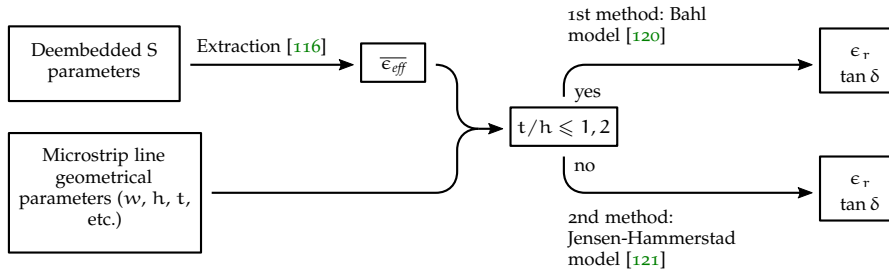 Deembedded S
parameters
Extraction [116]
ϵeff
Microstrip line
geometrical
parameters (w, h, t,
etc.)
t/h ⩽ 1, 2
1st method: Bahl
model [120]
yes
no
2nd method:
Jensen-Hammerstad
model [121]
ϵr
tan δ
ϵr
tan δ